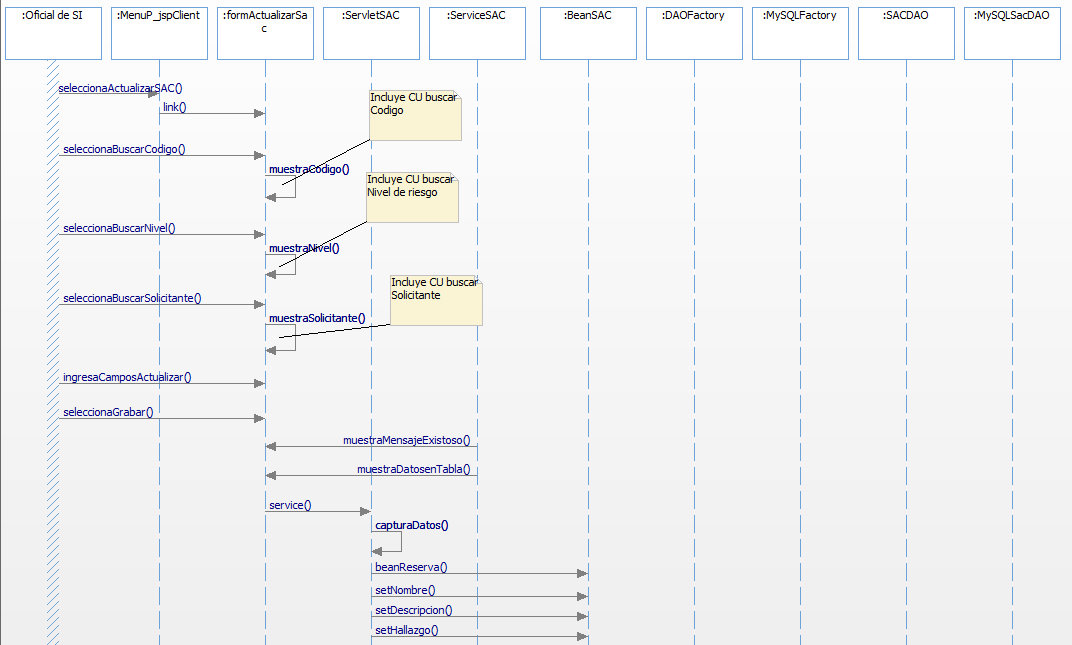 :Oficial de SI
:MenuP_jspClient
:formActualizarSa
c
:ServletSAC
:ServiceSAC
:BeanSAC
:DAOFactory
:MySQLFactory
:SACDAO
:MySQLSacDAO
seleccionaActualizarSAC()
link()
Incluye CU buscar
Codigo
seleccionaBuscarCodigo()
muestraCodigo()
Incluye CU buscar
Nivel de riesgo
seleccionaBuscarNivel()
muestraNivel()
Incluye CU buscar
Solicitante
seleccionaBuscarSolicitante()
muestraSolicitante()
ingresaCamposActualizar()
seleccionaGrabar()
muestraMensajeExistoso()
muestraDatosenTabla()
service()
capturaDatos()
beanReserva()
setNombre()
setDescripcion()
setHallazgo()